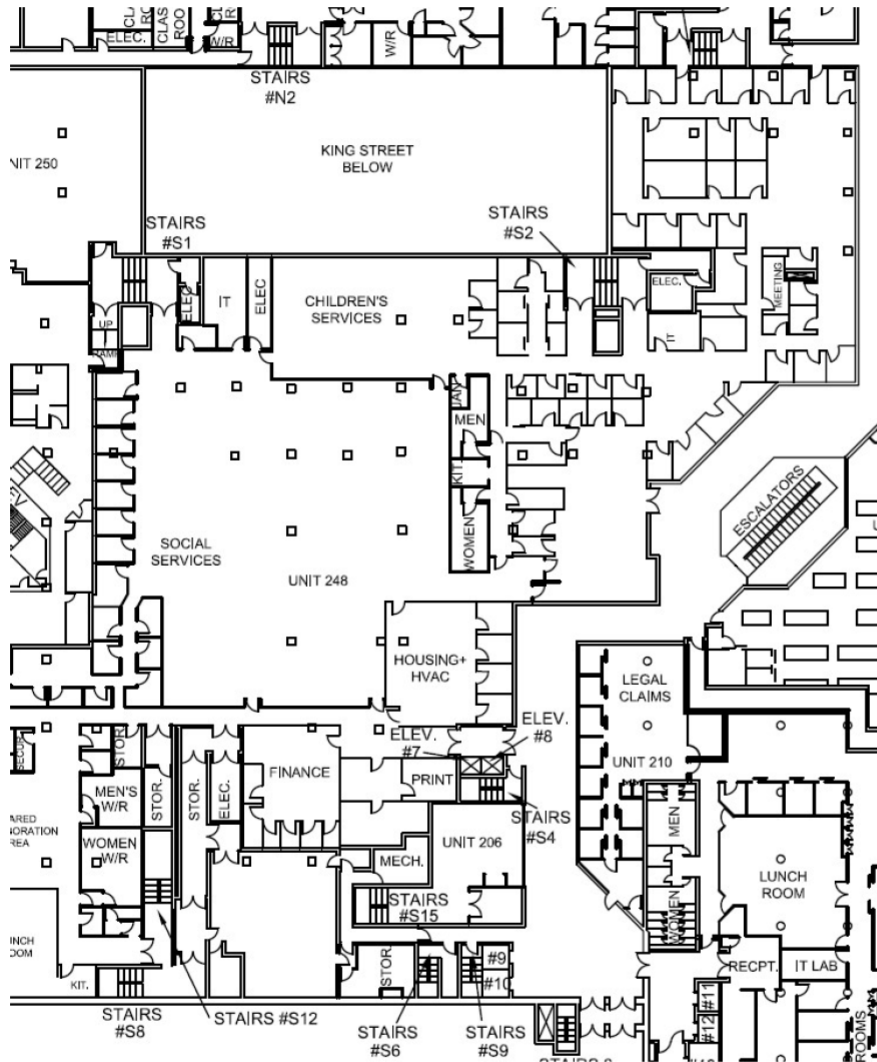 ELEC.
W/R
W/R
STAIRS
#N2
KING STREET
BELOW
NIT 250
STAIRS
#S1
STAIRS
#S2
ELEC
IT
ELEC
CHILDREN'S
SERVICES
ELEC.
MEETING
IT
UP
RAMP
JAN
MEN
KIT.
WOMEN
ESCALATORS
SOCIAL
SERVICES
UNIT 248
HOUSING+
HVAC
LEGAL
CLAIMS
UNIT 210
ELEV.
#7
ELEV.
#8
STOR.
MEN'S
W/R
STOR.
STOR.
ELEC.
FINANCE
PRINT
STAIRS
#S4
MEN
WOMEN
W/R
MECH.
UNIT 206
LUNCH
ROOM
WOMEN
STAIRS
#S15
STOR.
#9
#10
RECPT.
IT LAB
KIT.
#11
#12
STAIRS
#S8
STAIRS #S12
STAIRS
#S6
STAIRS
#S9
ROOMS